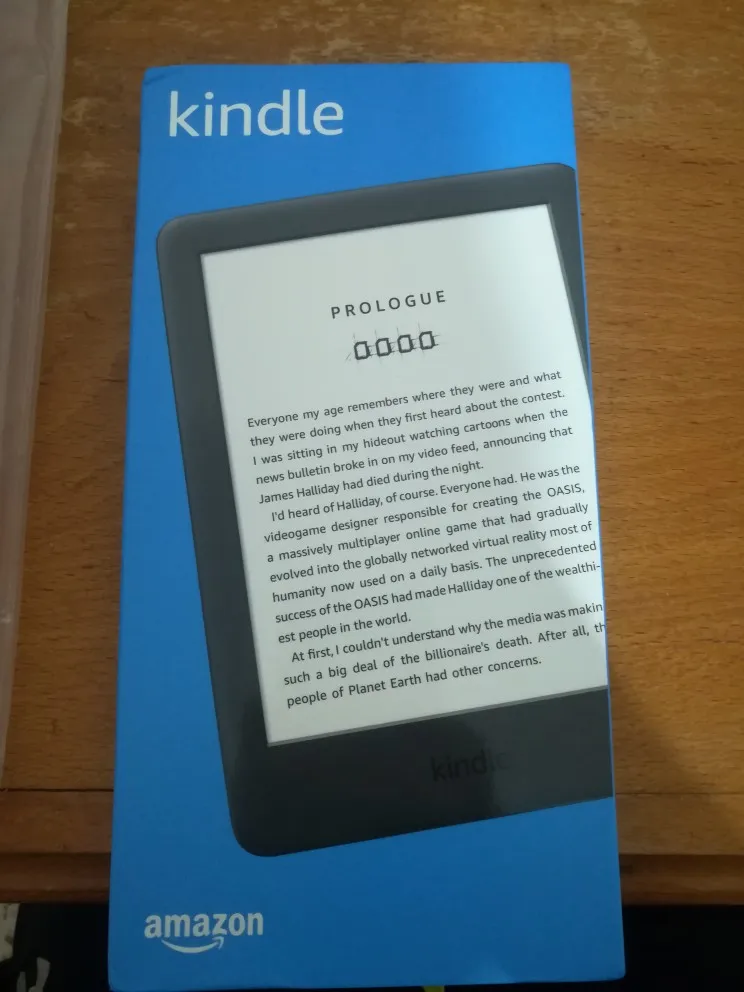 kindle
PROLOGUE
0000
Everyone my age remembers where they were and what
they were doing when they first heard about the contest.
I was sitting in my hideout watching cartoons when the
news bulletin broke in on my video feed, announcing that
James Halliday had died during the night.
I'd heard of Halliday, of course. Everyone had. He was the
videogame designer responsible for creating the OASIS,
a massively multiplayer online game that had gradually
evolved into the globally networked virtual reality most of
humanity now used on a daily basis. The unprecedented
success of the OASIS had made Halliday one of the wealthi-
est people in the world.
At first, I couldn't understand why the media was makin
such a big deal of the billionaire's death. After all, th
people of Planet Earth had other concerns.
kindle
amazon